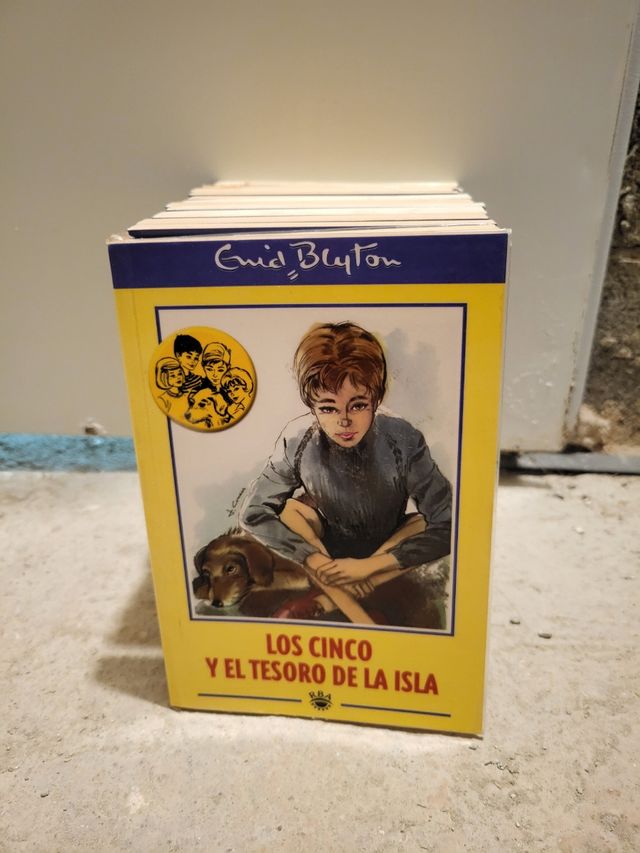 Enid Blyton
LOS CINCO
Y EL TESORO DE LA ISLA
RBA